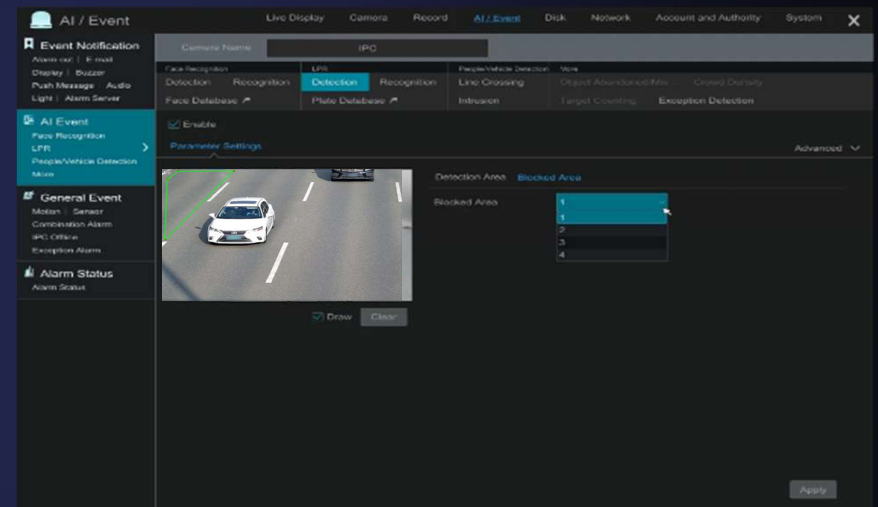 AI / Event
Live Display Camera Record AI / Event Disk Network Account and Authority System X
Event Notification
Alarm-out | E-mail
Display | Buzzer
Push Message Audio
Light | Alarm Server
AI Event
Face Recognition
LPR
People/Vehicle Detection
More
General Event
Motion | Sensor
Combination Alarm
IPC Offline
Exception Alarm
Alarm Status
Alarm Status
Camera Name IPC
Face Recognition LPR People/Vehicle Detection More
Detection Recognition Detection Recognition Line Crossing Object Abandoned/Mis... Crowd Density
Face Database Plate Database Intrusion Target Counting Exception Detection
Enable
Parameter Settings Advanced
Detection Area Blocked Area
Blocked Area 1
1
2
3
4
Draw Clear
Apply